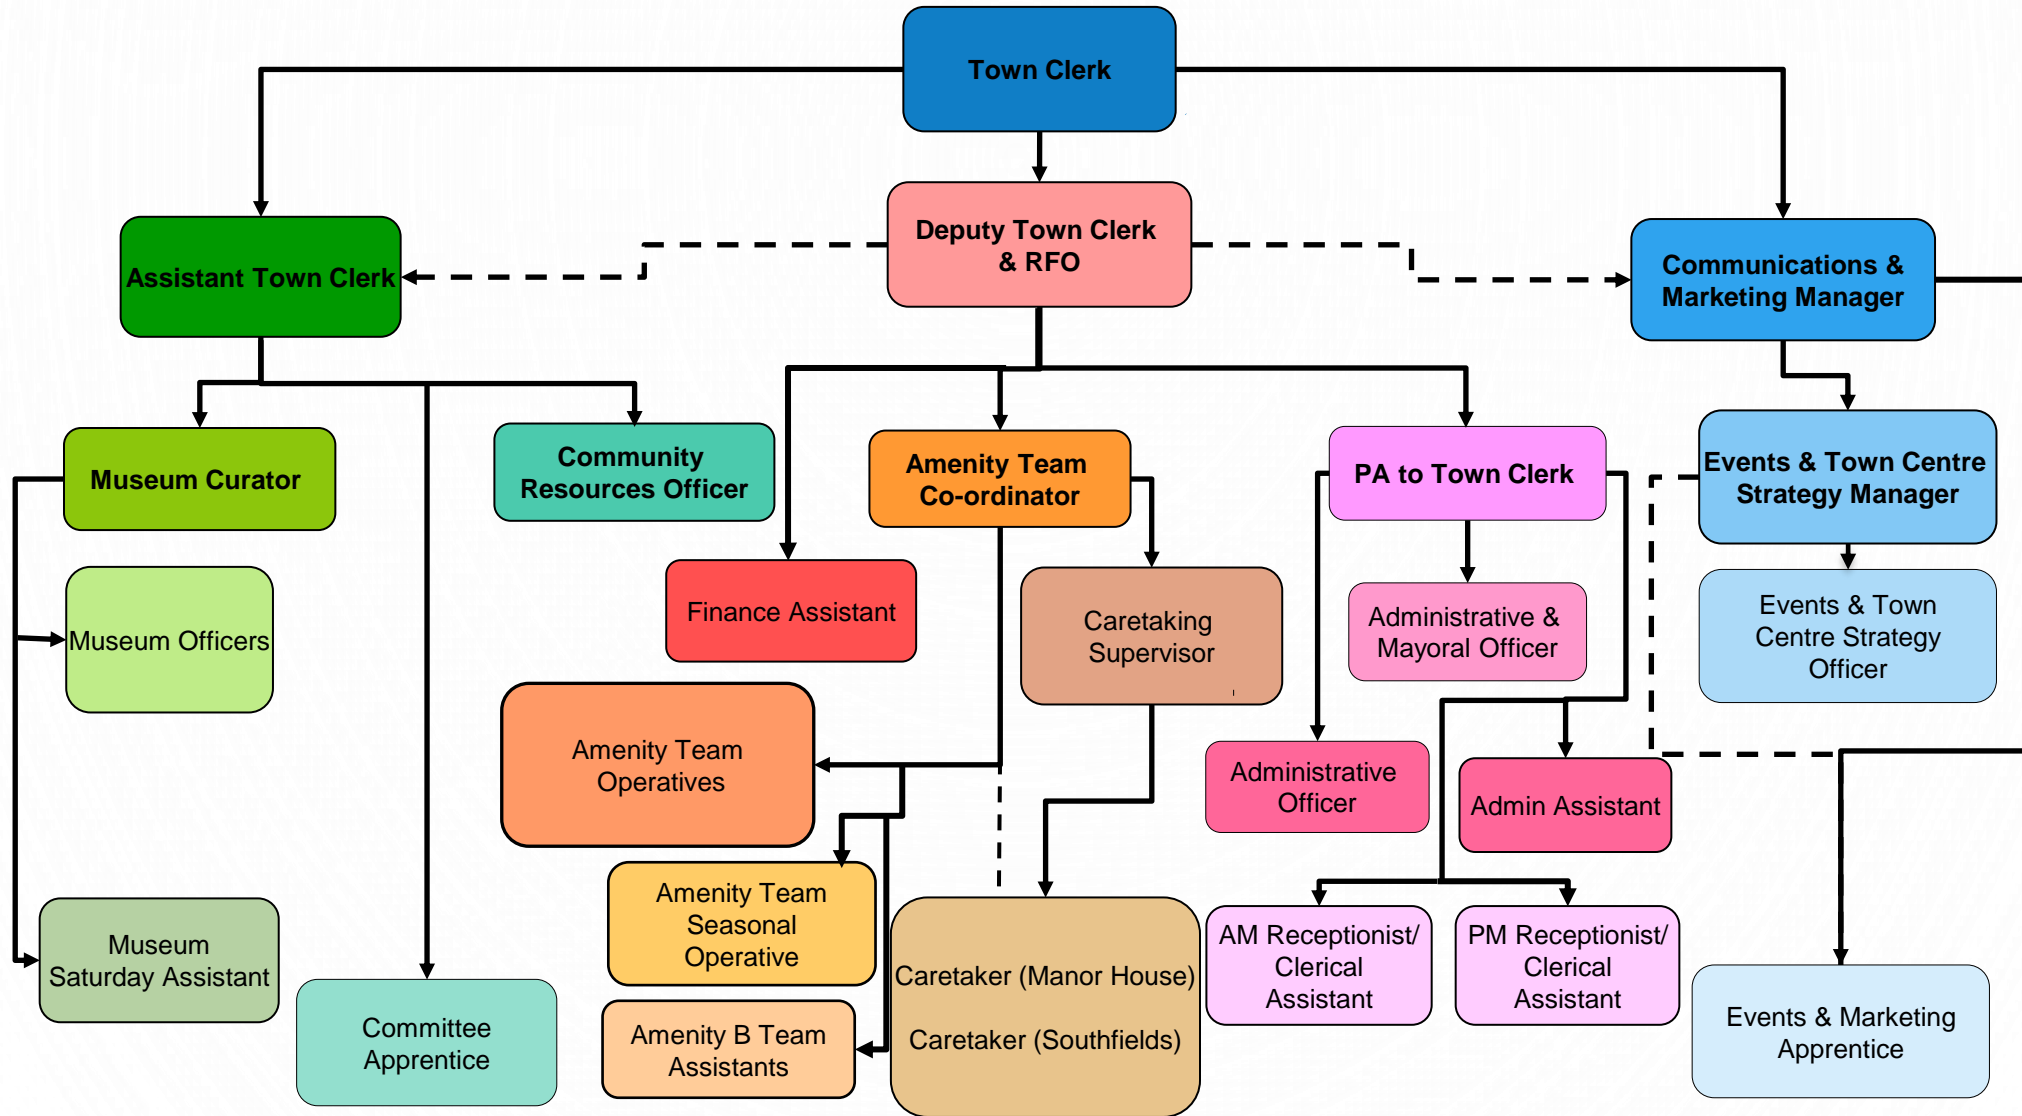 Town Clerk
Deputy Town Clerk
& RFO
Assistant Town Clerk
Communications &
Marketing Manager
Museum Curator
Community
Resources Officer
Amenity Team
Co-ordinator
PA to Town Clerk
Events & Town Centre
Strategy Manager
Museum Officers
Finance Assistant
Caretaking
Supervisor
Administrative &
Mayoral Officer
Events & Town
Centre Strategy
Officer
Amenity Team
Operatives
Administrative
Officer
Admin Assistant
Museum
Saturday Assistant
Amenity Team
Seasonal
Operative
AM Receptionist/
Clerical
Assistant
PM Receptionist/
Clerical
Assistant
Caretaker (Manor House)
Caretaker (Southfields)
Committee
Apprentice
Amenity B Team
Assistants
Events & Marketing
Apprentice